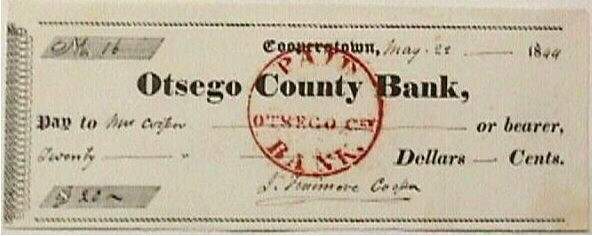 No 16
Cooperstown, May 22 1844
Otsego County Bank,
Pay to Mrs Cooper or bearer,
Twenty Dollars — Cents.
$ 20 —
J. Fenimore Cooper
PAID
OTSEGO CTY
BANK.